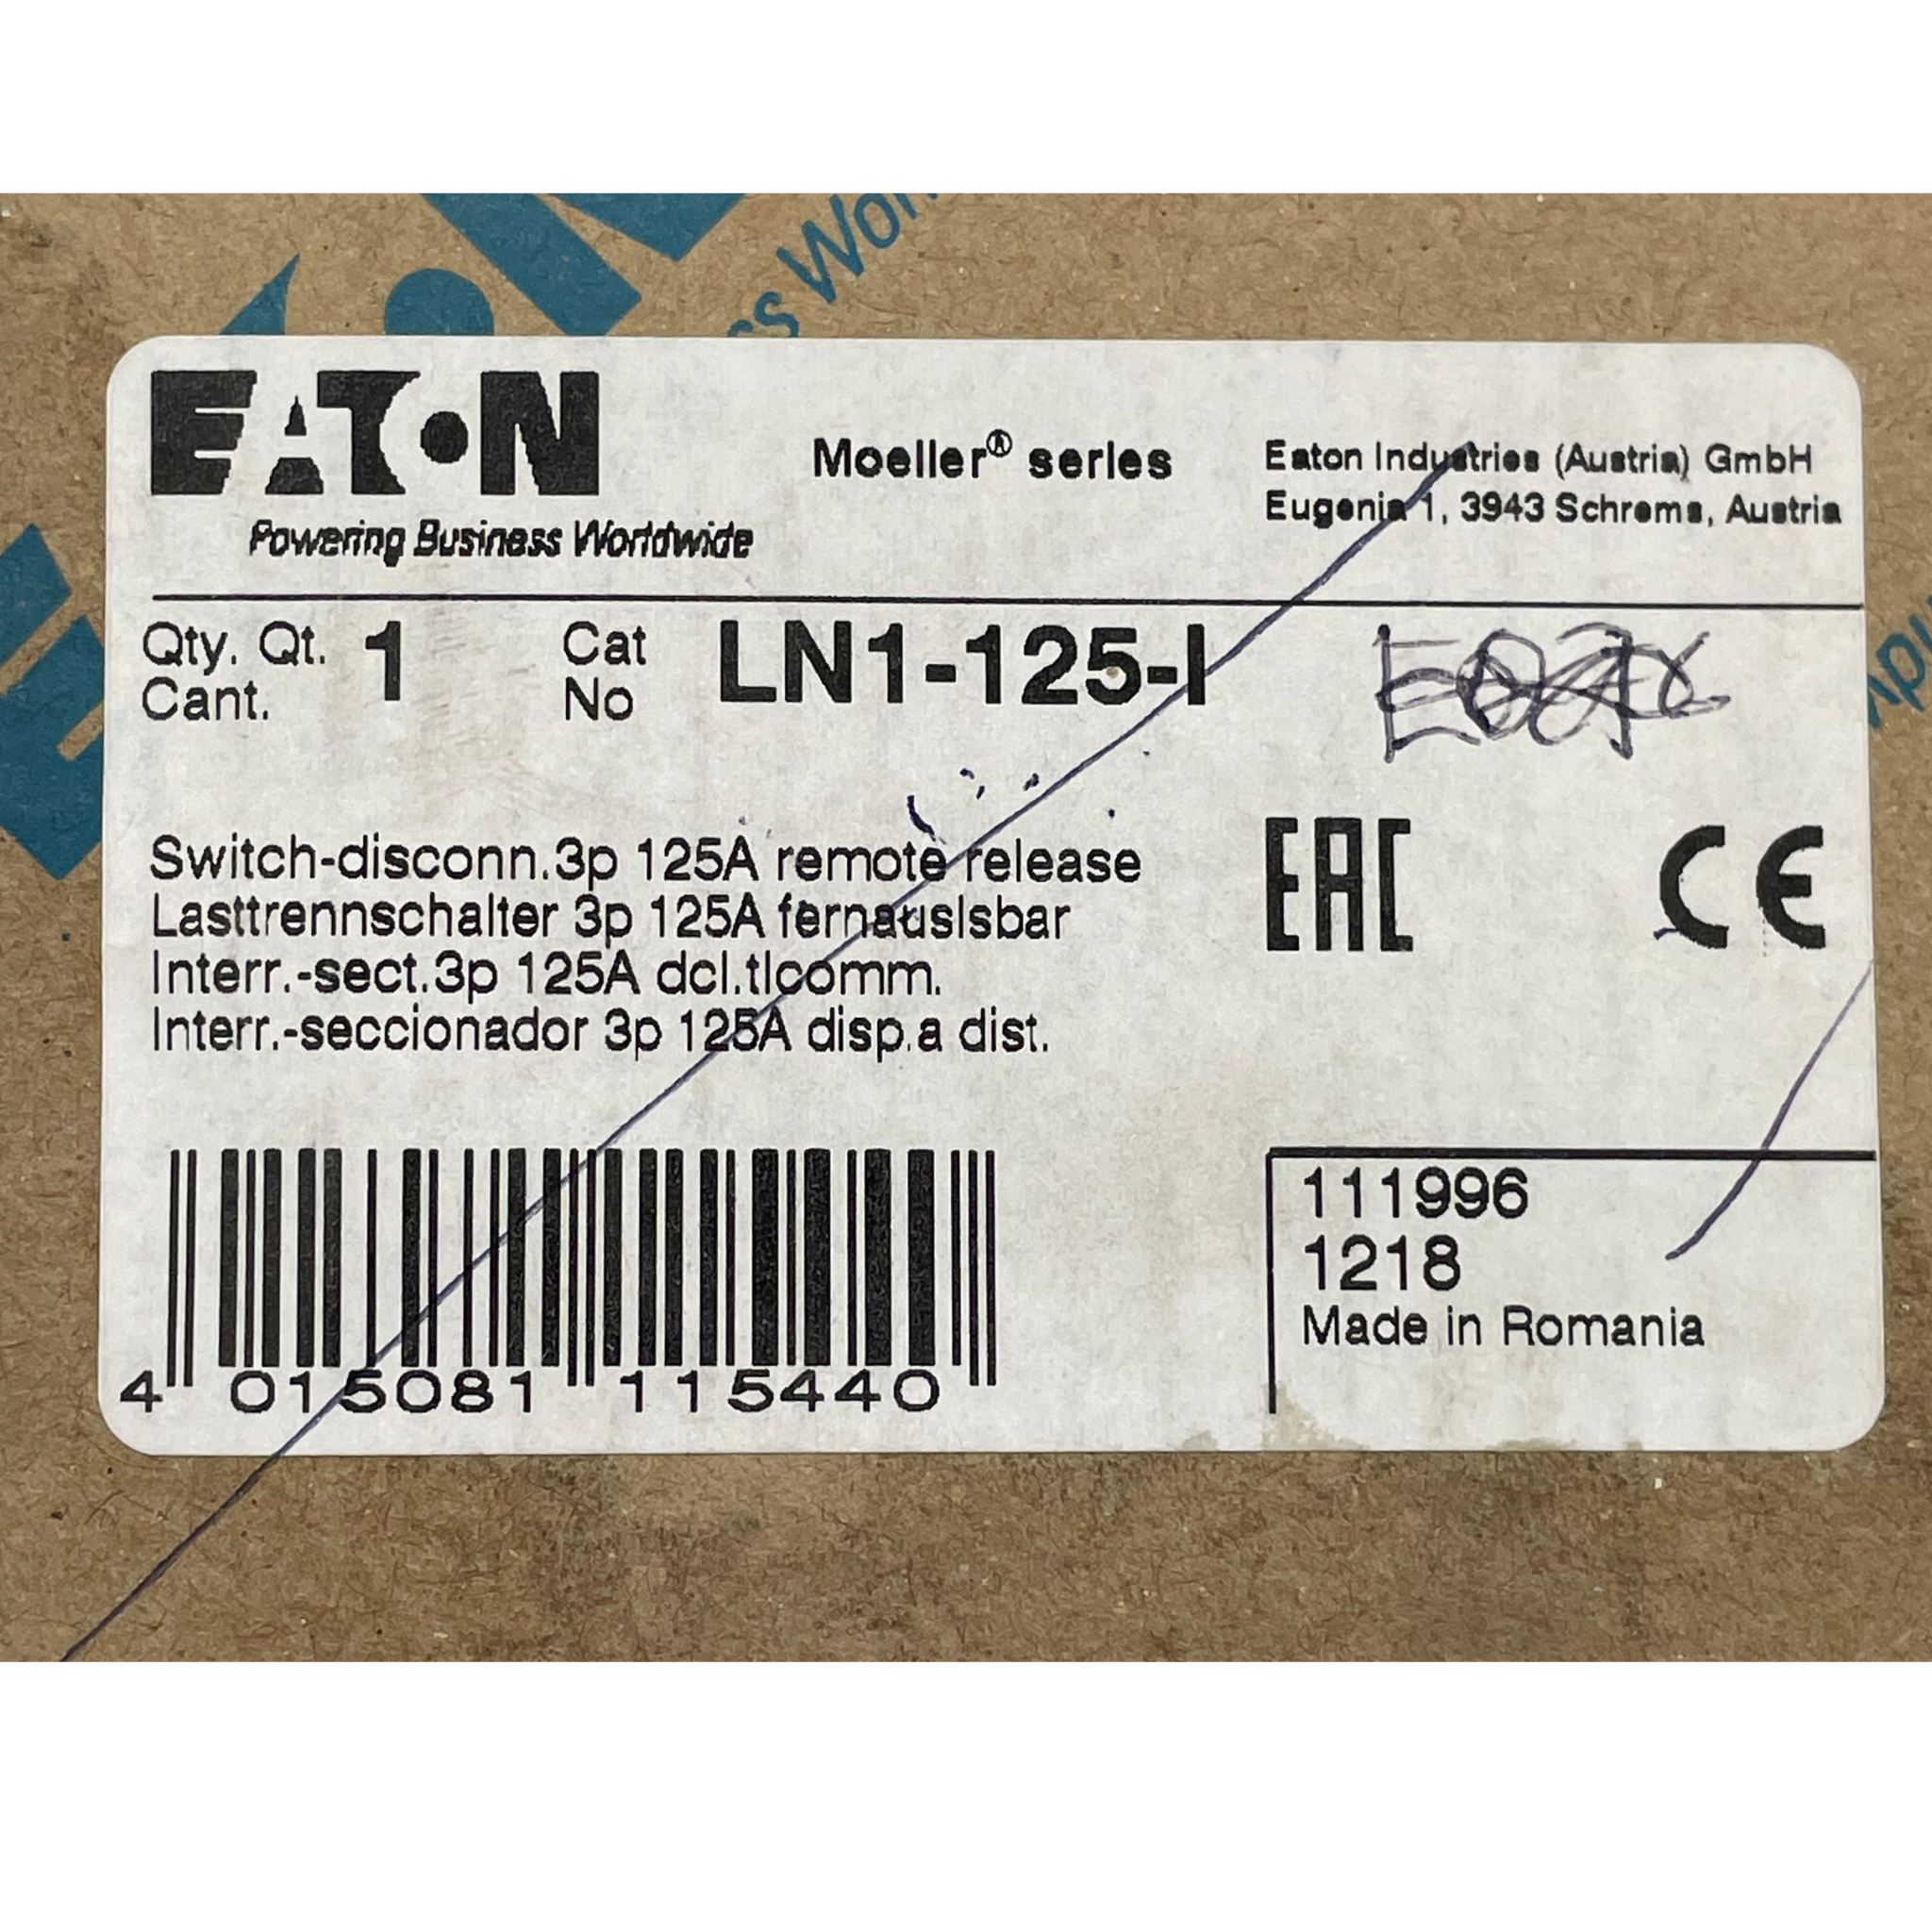 ss Wor
EATON
Powering Business Worldwide
Moeller® series
Eaton Industries (Austria) GmbH
Eugenia 1, 3943 Schrems, Austria
Qty. Qt. 1
Cant.
Cat
No
LN1-125-I
Switch-disconn.3p 125A remote release
Lasttrennschalter 3p 125A fernauslsbar
Interr.-sect.3p 125A dcl.tlcomm.
Interr.-seccionador 3p 125A disp.a dist.
EAC
CE
4 015081 115440
111996
1218
Made in Romania